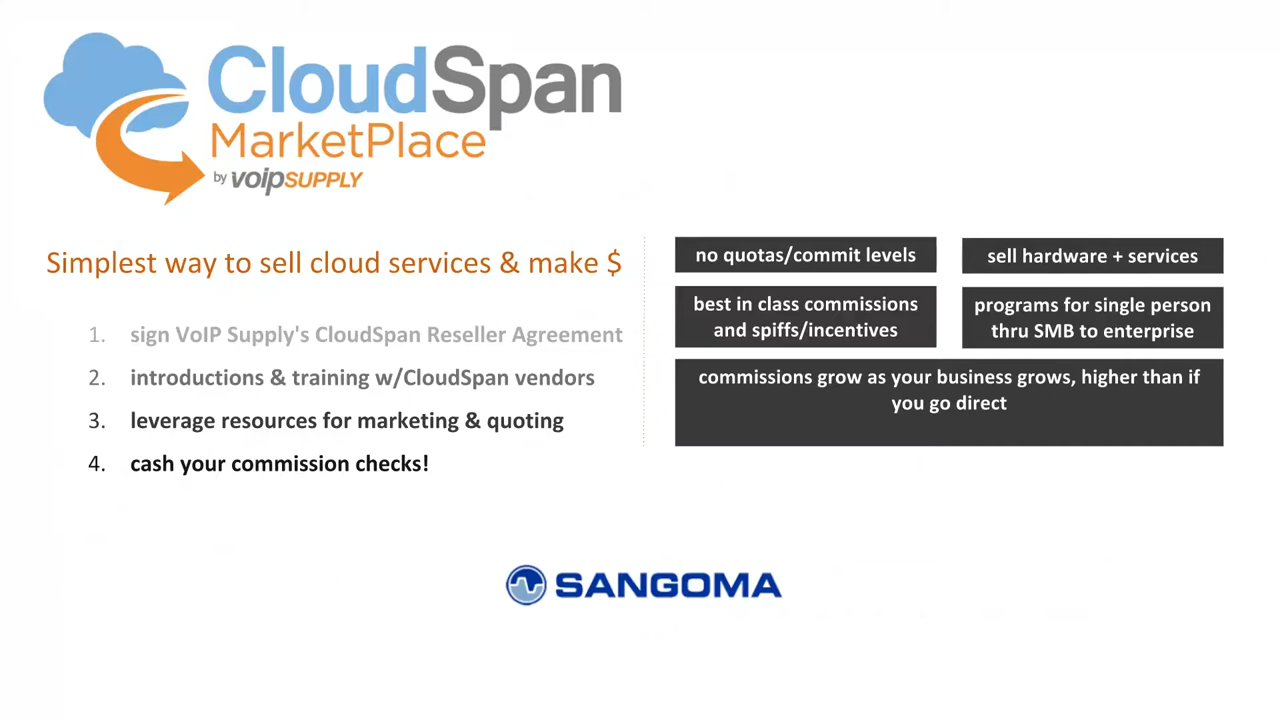 CloudSpan
MarketPlace
by voipSUPPLY
Simplest way to sell cloud services & make $
1. sign VoIP Supply's CloudSpan Reseller Agreement
2. introductions & training w/CloudSpan vendors
3. leverage resources for marketing & quoting
4. cash your commission checks!
no quotas/commit levels
sell hardware + services
best in class commissions
and spiffs/incentives
programs for single person
thru SMB to enterprise
commissions grow as your business grows, higher than if
you go direct
SANGOMA